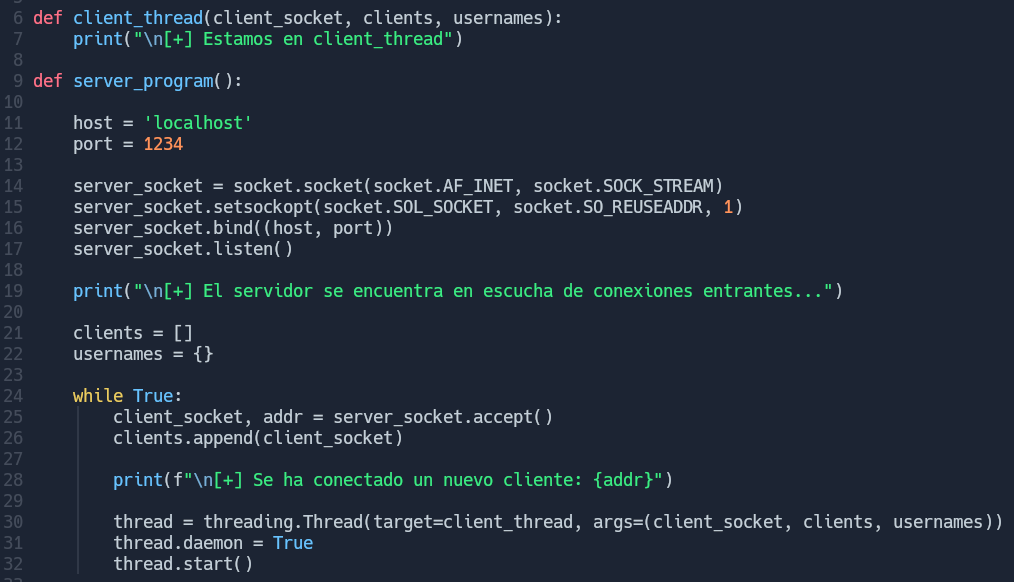 6 def client_thread(client_socket, clients, usernames):
7     print("\n[+] Estamos en client_thread")
8
9 def server_program():
10
11     host = 'localhost'
12     port = 1234
13
14     server_socket = socket.socket(socket.AF_INET, socket.SOCK_STREAM)
15     server_socket.setsockopt(socket.SOL_SOCKET, socket.SO_REUSEADDR, 1)
16     server_socket.bind((host, port))
17     server_socket.listen()
18
19     print("\n[+] El servidor se encuentra en escucha de conexiones entrantes...")
20
21     clients = []
22     usernames = {}
23
24     while True:
25         client_socket, addr = server_socket.accept()
26         clients.append(client_socket)
27
28         print(f"\n[+] Se ha conectado un nuevo cliente: {addr}")
29
30         thread = threading.Thread(target=client_thread, args=(client_socket, clients, usernames))
31         thread.daemon = True
32         thread.start()